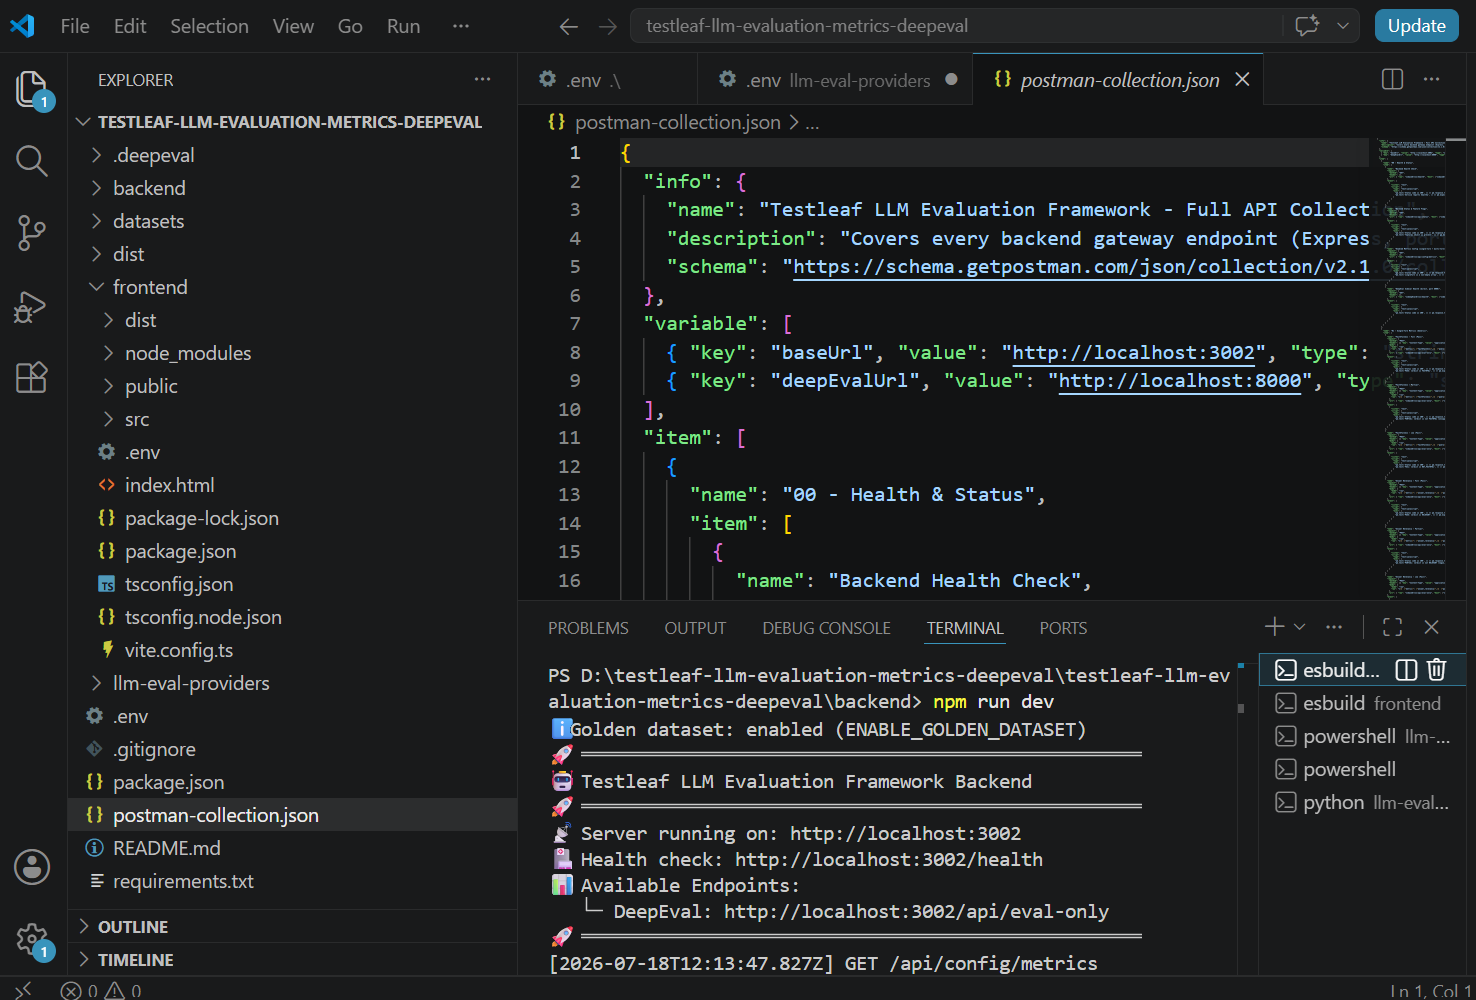 File Edit Selection View Go Run ···
testleaf-llm-evaluation-metrics-deepeval
Update
EXPLORER
TESTLEAF-LLM-EVALUATION-METRICS-DEEPEVAL
.deepeval
backend
datasets
dist
frontend
dist
node_modules
public
src
.env
index.html
package-lock.json
package.json
tsconfig.json
tsconfig.node.json
vite.config.ts
llm-eval-providers
.env
.gitignore
package.json
postman-collection.json
README.md
requirements.txt
OUTLINE
TIMELINE
1
1
.env .\
.env llm-eval-providers
{} postman-collection.json
{} postman-collection.json > ...
1 {
2 "info": {
3 "name": "Testleaf LLM Evaluation Framework - Full API Collect
4 "description": "Covers every backend gateway endpoint (Express
5 "schema": "https://schema.getpostman.com/json/collection/v2.1
6 },
7 "variable": [
8 { "key": "baseUrl", "value": "http://localhost:3002", "type":
9 { "key": "deepEvalUrl", "value": "http://localhost:8000", "ty
10 ],
11 "item": [
12 {
13 "name": "00 - Health & Status",
14 "item": [
15 {
16 "name": "Backend Health Check",
PROBLEMS OUTPUT DEBUG CONSOLE TERMINAL PORTS
PS D:\testleaf-llm-evaluation-metrics-deepeval\testleaf-llm-ev
aluation-metrics-deepeval\backend> npm run dev
Golden dataset: enabled (ENABLE_GOLDEN_DATASET)
Testleaf LLM Evaluation Framework Backend
Server running on: http://localhost:3002
Health check: http://localhost:3002/health
Available Endpoints:
└─ DeepEval: http://localhost:3002/api/eval-only
[2026-07-18T12:13:47.827Z] GET /api/config/metrics
esbuild...
esbuild frontend
powershell llm-...
powershell
python llm-eval...
0 0
Ln 1, Col 1